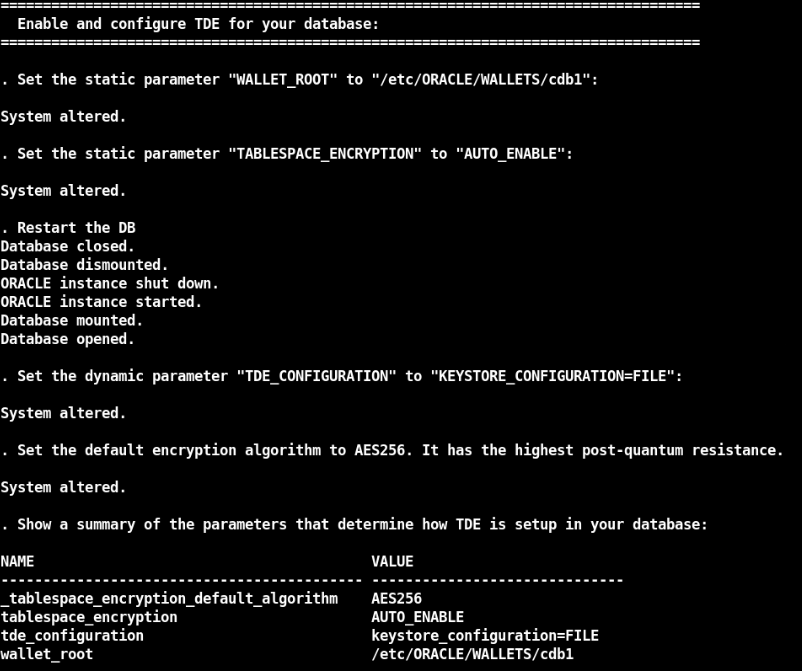 ===================================================================================
  Enable and configure TDE for your database:
===================================================================================
. Set the static parameter "WALLET_ROOT" to "/etc/ORACLE/WALLETS/cdb1":
System altered.
. Set the static parameter "TABLESPACE_ENCRYPTION" to "AUTO_ENABLE":
System altered.
. Restart the DB
Database closed.
Database dismounted.
ORACLE instance shut down.
ORACLE instance started.
Database mounted.
Database opened.
. Set the dynamic parameter "TDE_CONFIGURATION" to "KEYSTORE_CONFIGURATION=FILE":
System altered.
. Set the default encryption algorithm to AES256. It has the highest post-quantum resistance.
System altered.
. Show a summary of the parameters that determine how TDE is setup in your database:
NAME                                        VALUE
------------------------------------------- ------------------------------
_tablespace_encryption_default_algorithm    AES256
tablespace_encryption                       AUTO_ENABLE
tde_configuration                           keystore_configuration=FILE
wallet_root                                 /etc/ORACLE/WALLETS/cdb1